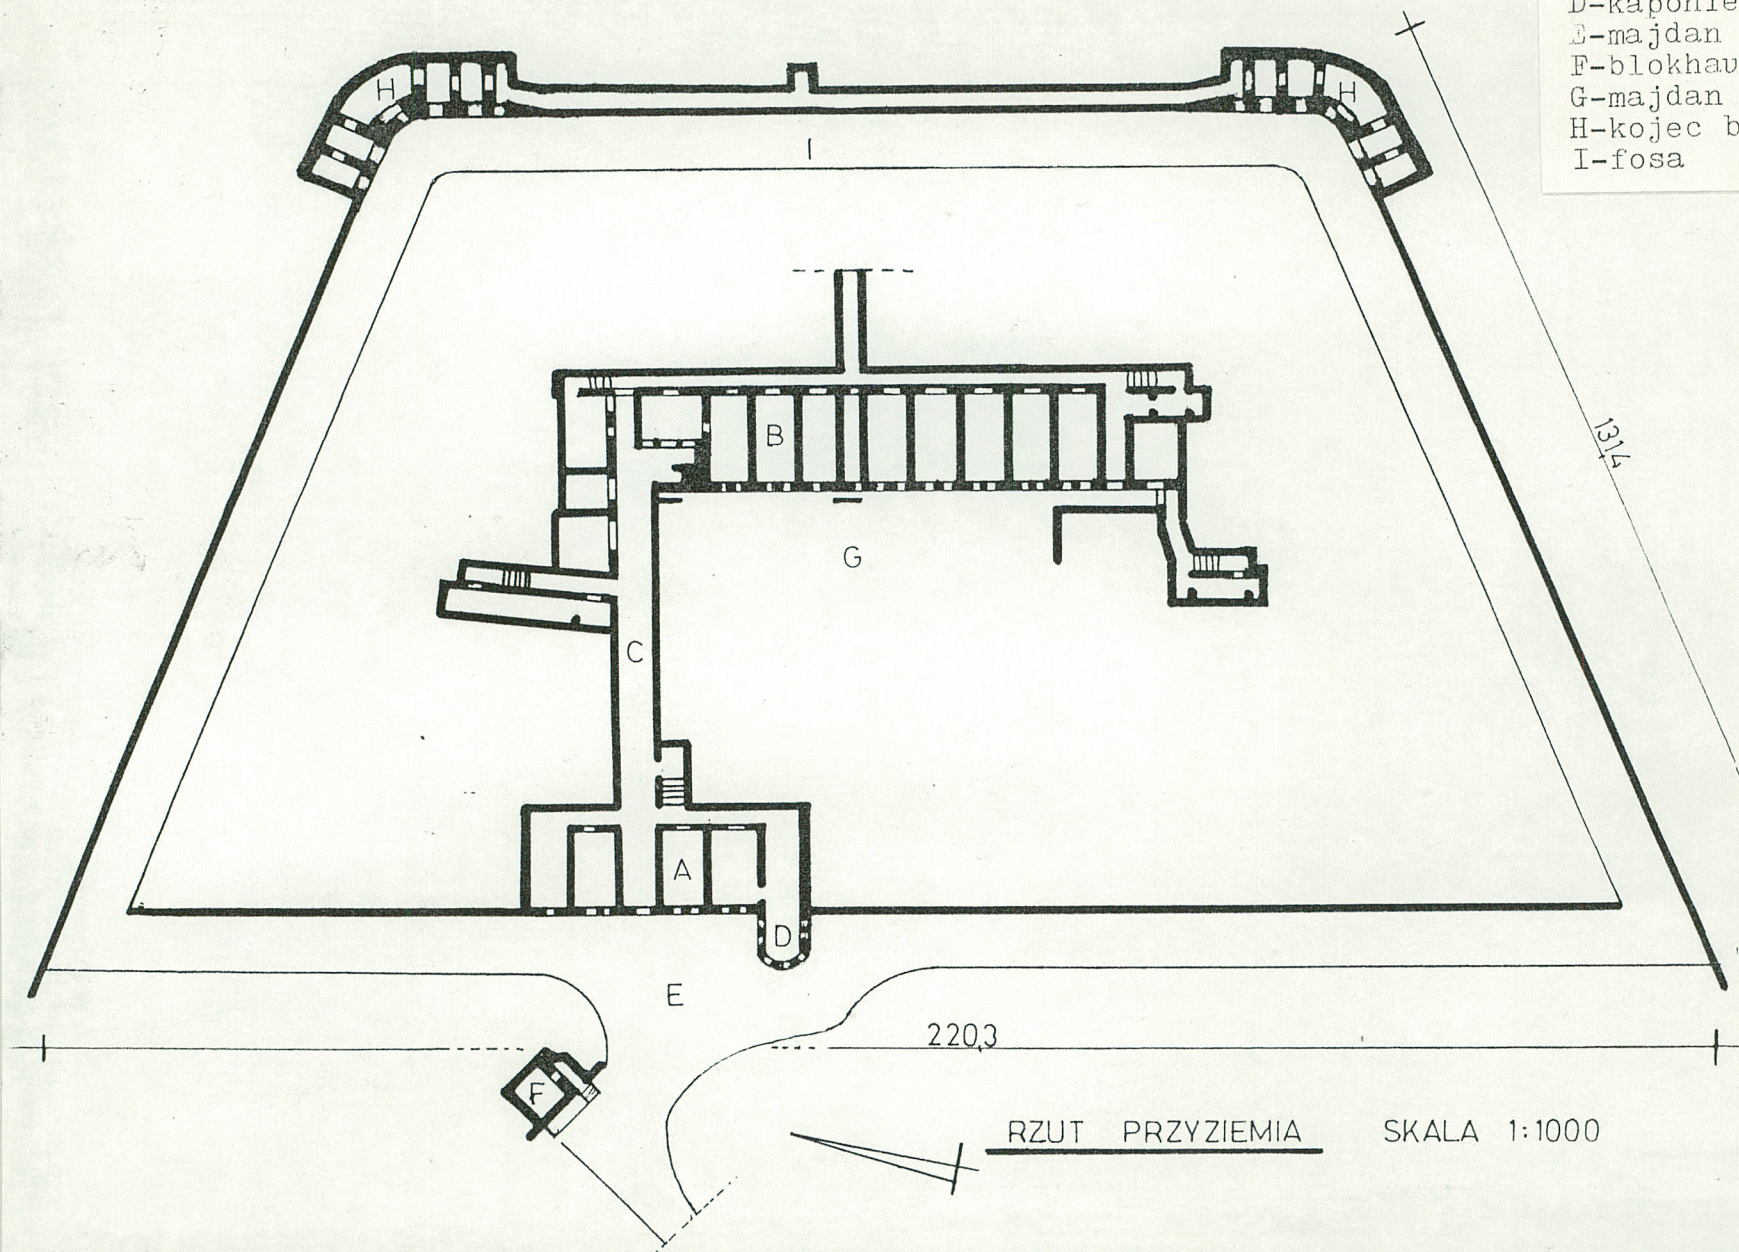 D-kaponie
E-majdan
F-blokhau
G-majdan
H-kojec b
I-fosa
H
H
I
131,4
B
G
C
A
D
E
220,3
F
RZUT PRZYZIEMIA SKALA 1:1000